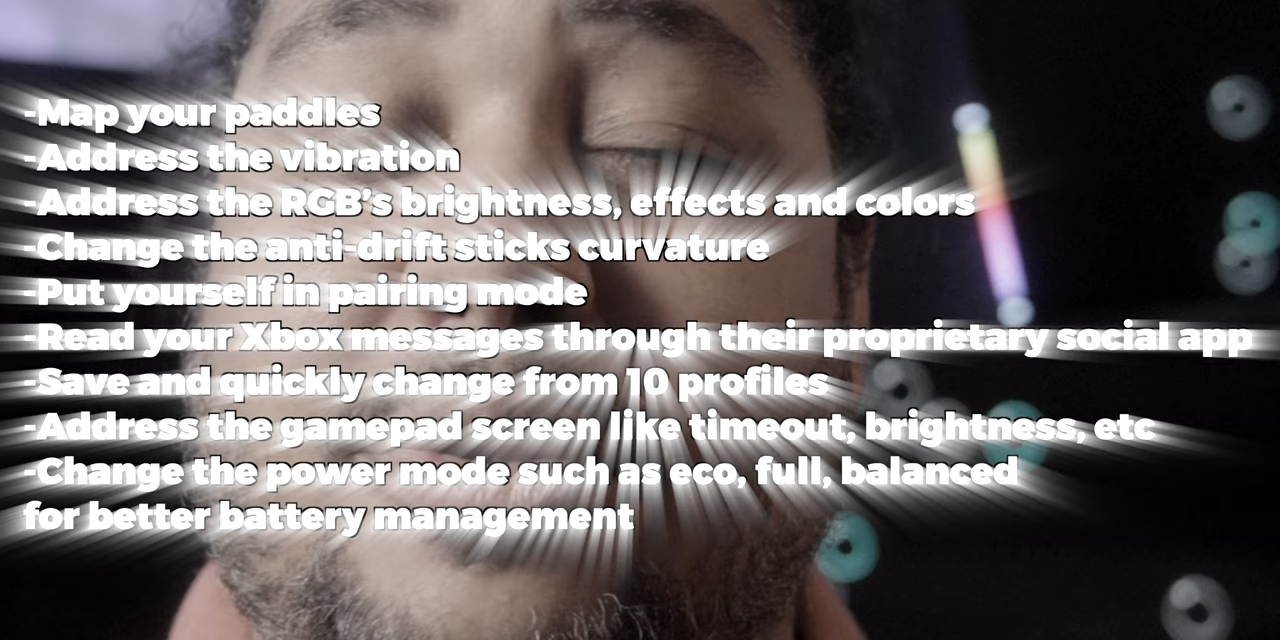 -Map your paddles
-Address the vibration
-Address the RGB's brightness, effects and colors
-Change the anti-drift sticks curvature
-Put yourself in pairing mode
-Read your Xbox messages through their proprietary social app
-Save and quickly change from 10 profiles
-Address the gamepad screen like timeout, brightness, etc
-Change the power mode such as eco, full, balanced
for better battery management